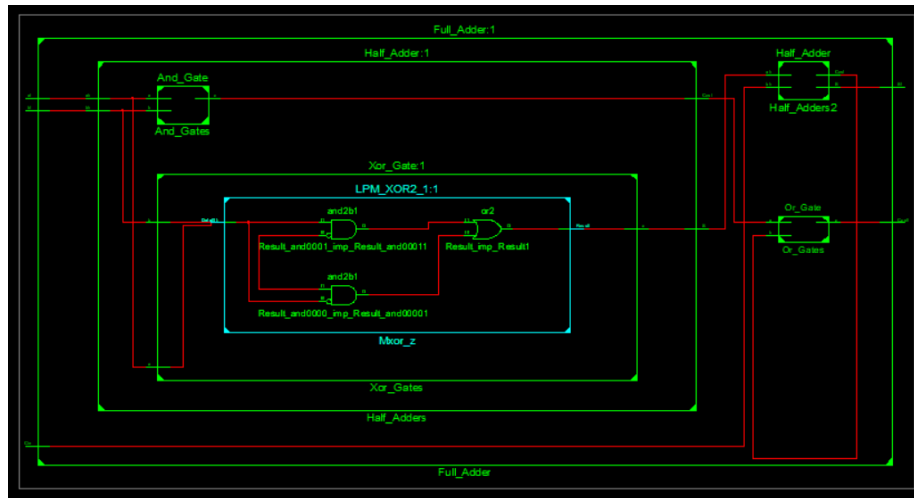 Full_Adder:1
Half_Adder:1
Half_Adder
And_Gate
Cout
Half_Adders2
And_Gates
Xor_Gate:1
LPM_XOR2_1:1
and2b1
or2
Or_Gate
Result_and0001_imp_Result_and00011
Result_imp_Result1
Or_Gates
and2b1
Result_and0000_imp_Result_and00001
Mxor_z
Xor_Gates
Half_Adders
Full_Adder